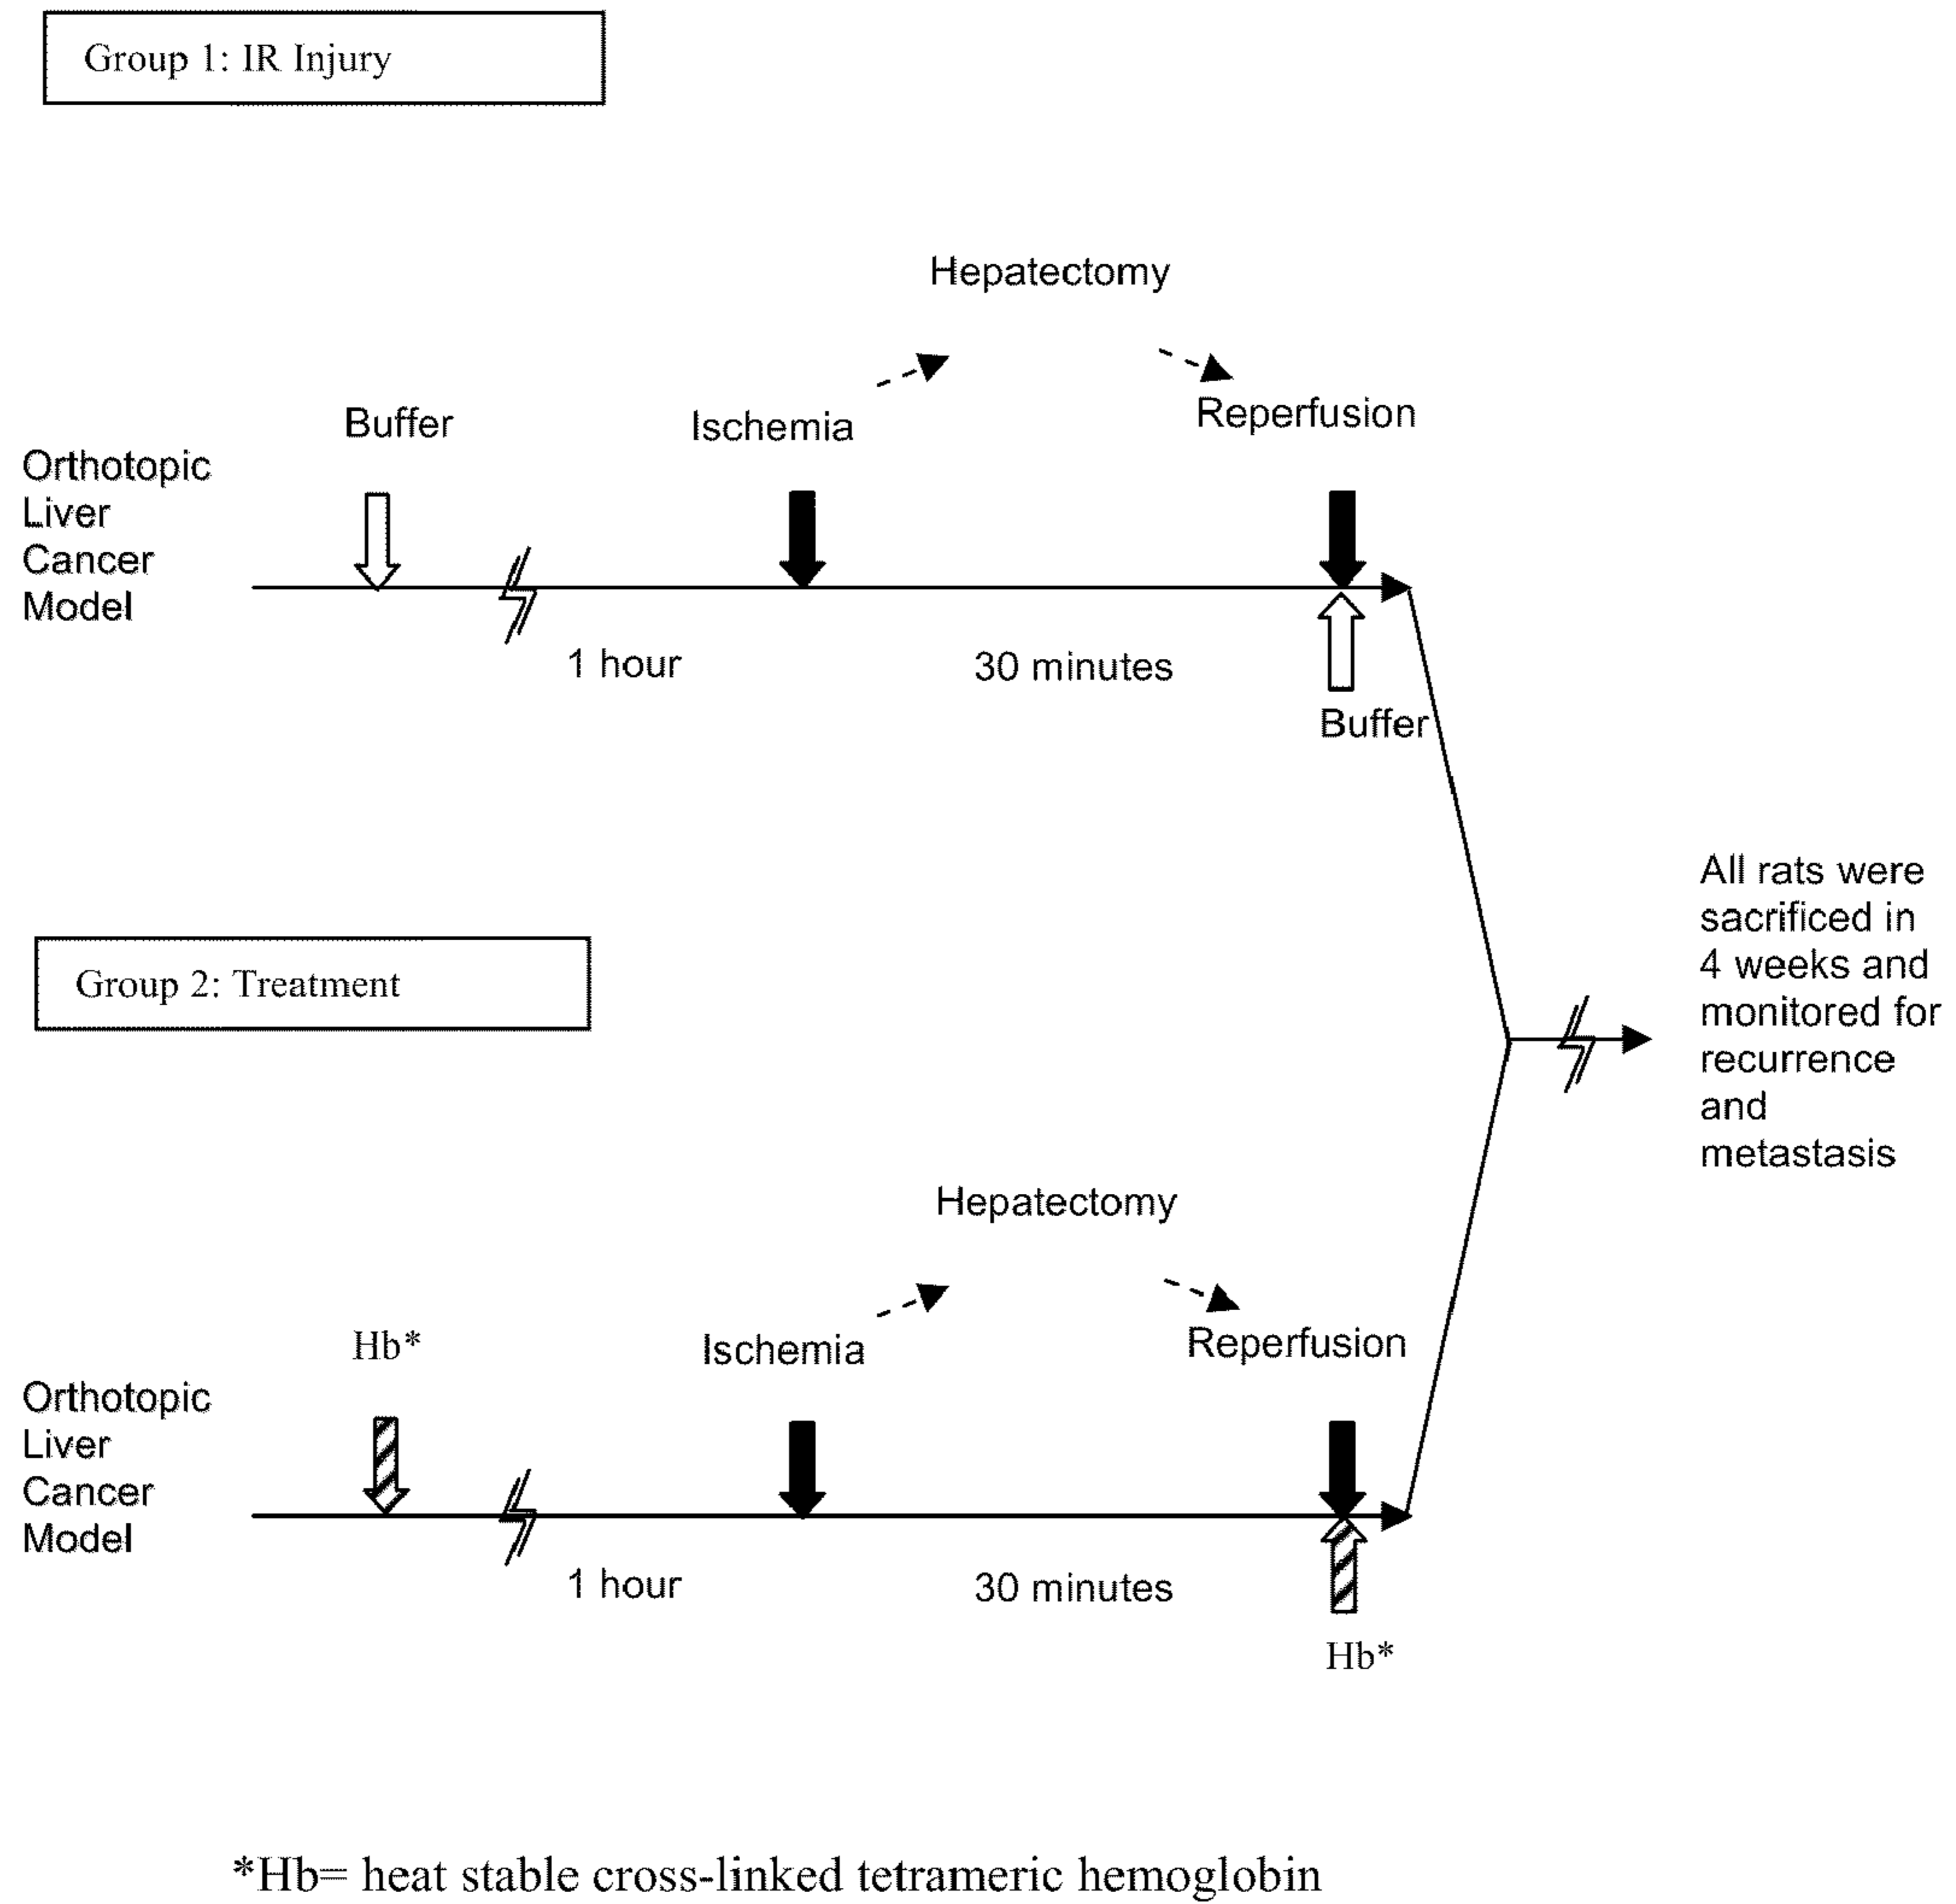 Group 1: IR Injury
Hepatectomy
Buffer
Ischemia
Reperfusion
Orthotopic
Liver
Cancer
Model
1 hour
30 minutes
Buffer
All rats were
sacrificed in
4 weeks and
monitored for
recurrence
and
metastasis
Group 2: Treatment
Hepatectomy
Hb*
Ischemia
Reperfusion
Orthotopic
Liver
Cancer
Model
1 hour
30 minutes
Hb*
*Hb= heat stable cross-linked tetrameric hemoglobin